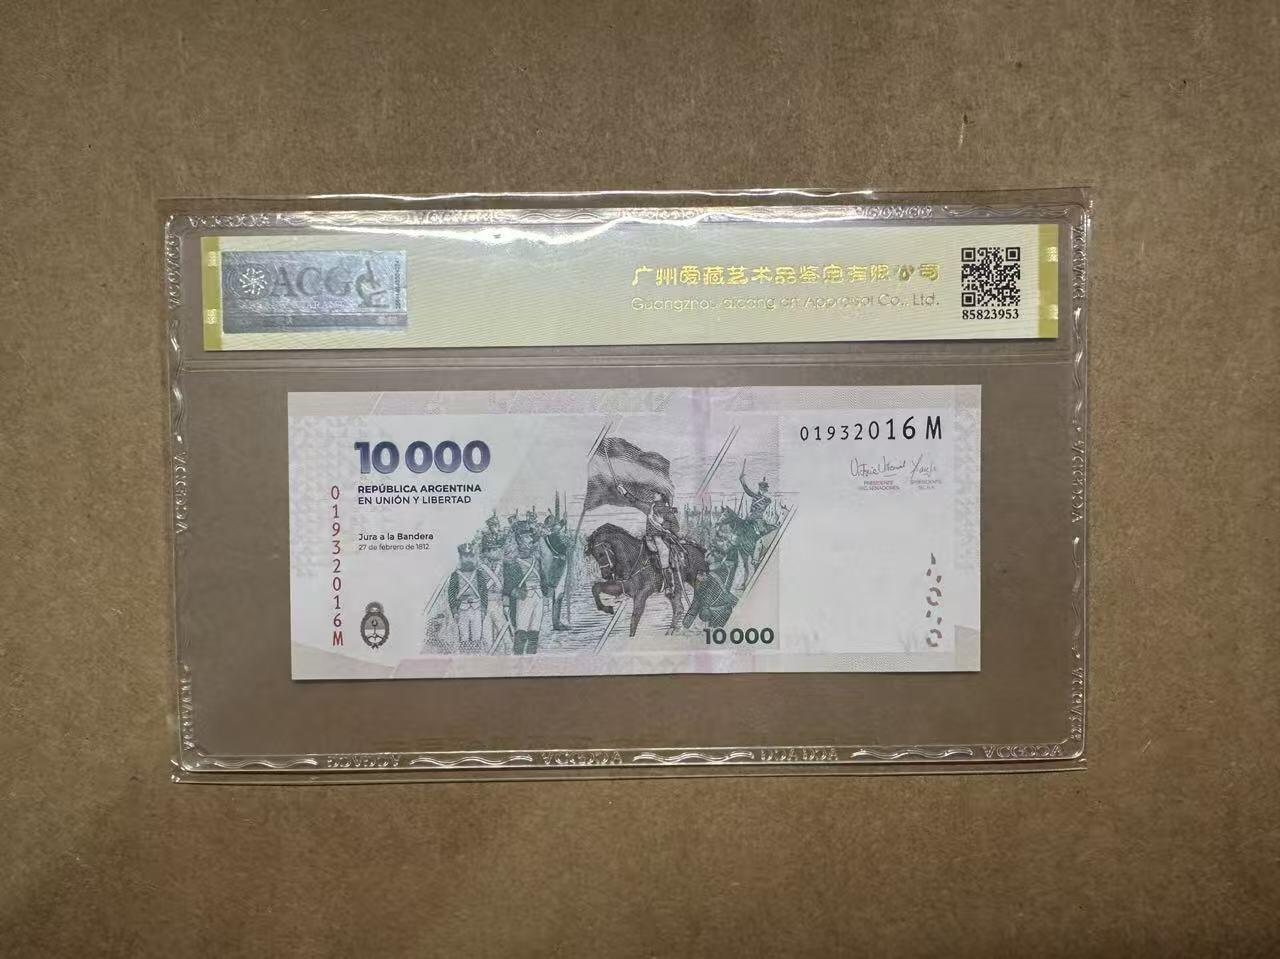 ACG
广州爱藏艺术品鉴定有限公司
Guangzhou aicang art Appraisal Co., Ltd.
85823953
01932016 M
10 000
REPÚBLICA ARGENTINA
EN UNIÓN Y LIBERTAD
Jura a la Bandera
27 de febrero de 1812
01932016M
PRESIDENTE
10 000